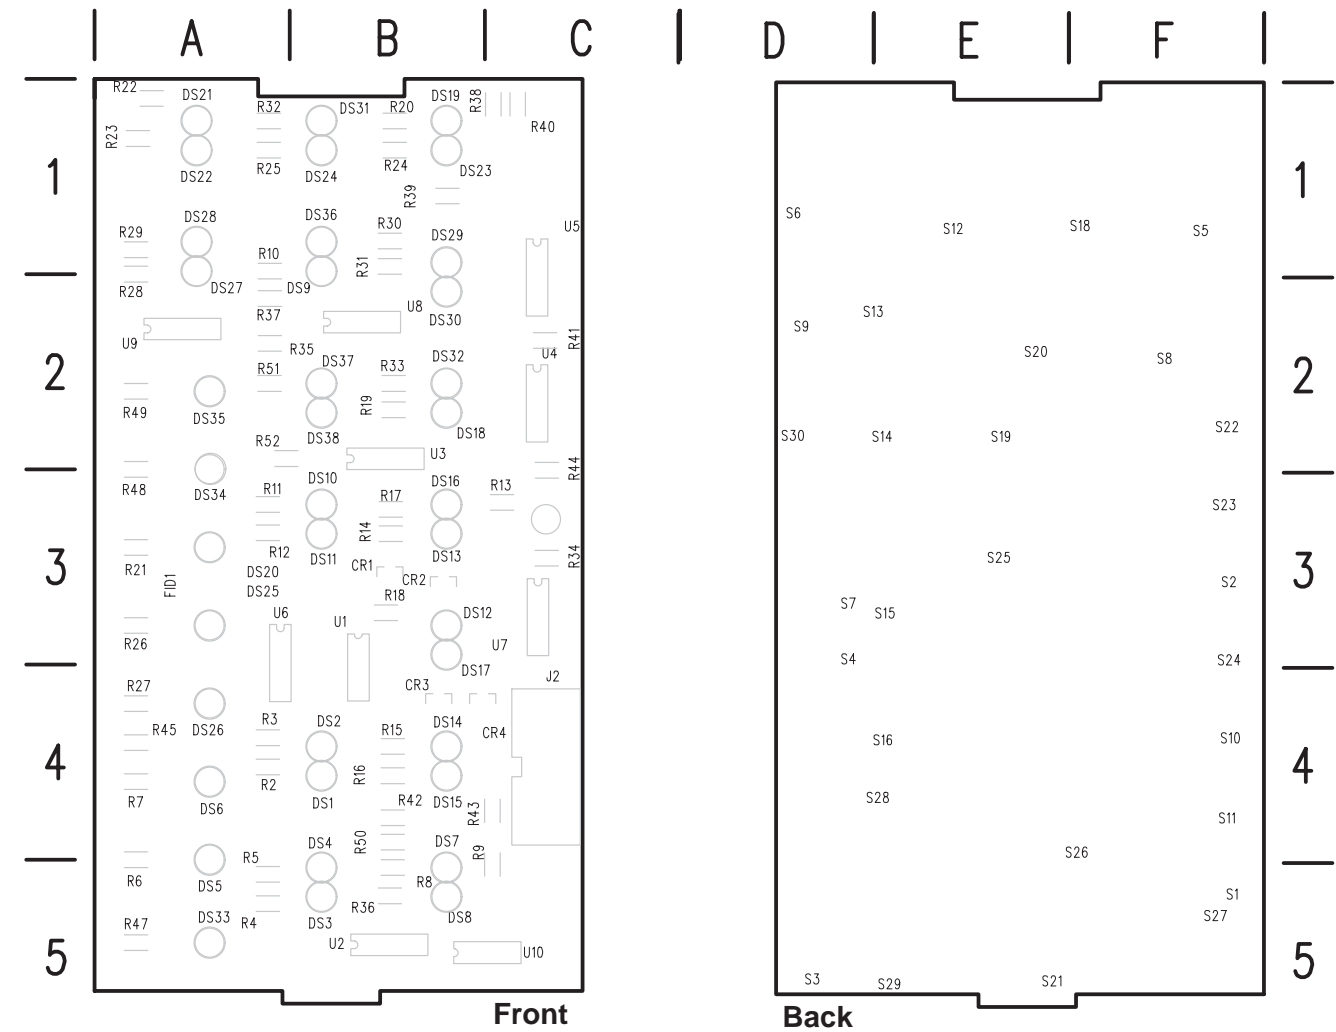 A B C D E F
R22 DS21 R32 DS31 R20 DS19 R38
R40
R23
DS22 R25 DS24 R24 DS23
1 1
R39
S6 S12 S18 S5
DS28 DS36 R30 DS29 U5
R29
R10 R31
R28 DS27 DS9
R37 U8 DS30
S9 S13
U9 R35 R41
U4
S20 S8
R51 DS37 R33 DS32
2 2
R49 DS35 R19
DS38 DS18
R52 U3
S30 S14 S19 S22
R44
R48 DS34 R11 DS10 R17 DS16 R13
S23
R14
R12 DS11 DS13 R34
S25
R21 FID1 DS20 CR1 CR2
DS25
3 3
S2
R18
U6 U1 DS12
S7 S15
R26 U7
DS17
S4 S24
R27 CR3 J2
R45 DS26 R3 DS2 R15 DS14 CR4
S16 S10
4 4
R7 DS6 R2 DS1 R16 R42 DS15 R43
S28
S11
R5 DS4 R50 DS7 R9
S26
R6 DS5 R8
S1
R47 DS33 R4 DS3 R36 DS8
S27
U2 U10
5 5
S3 S29 S21
Front Back